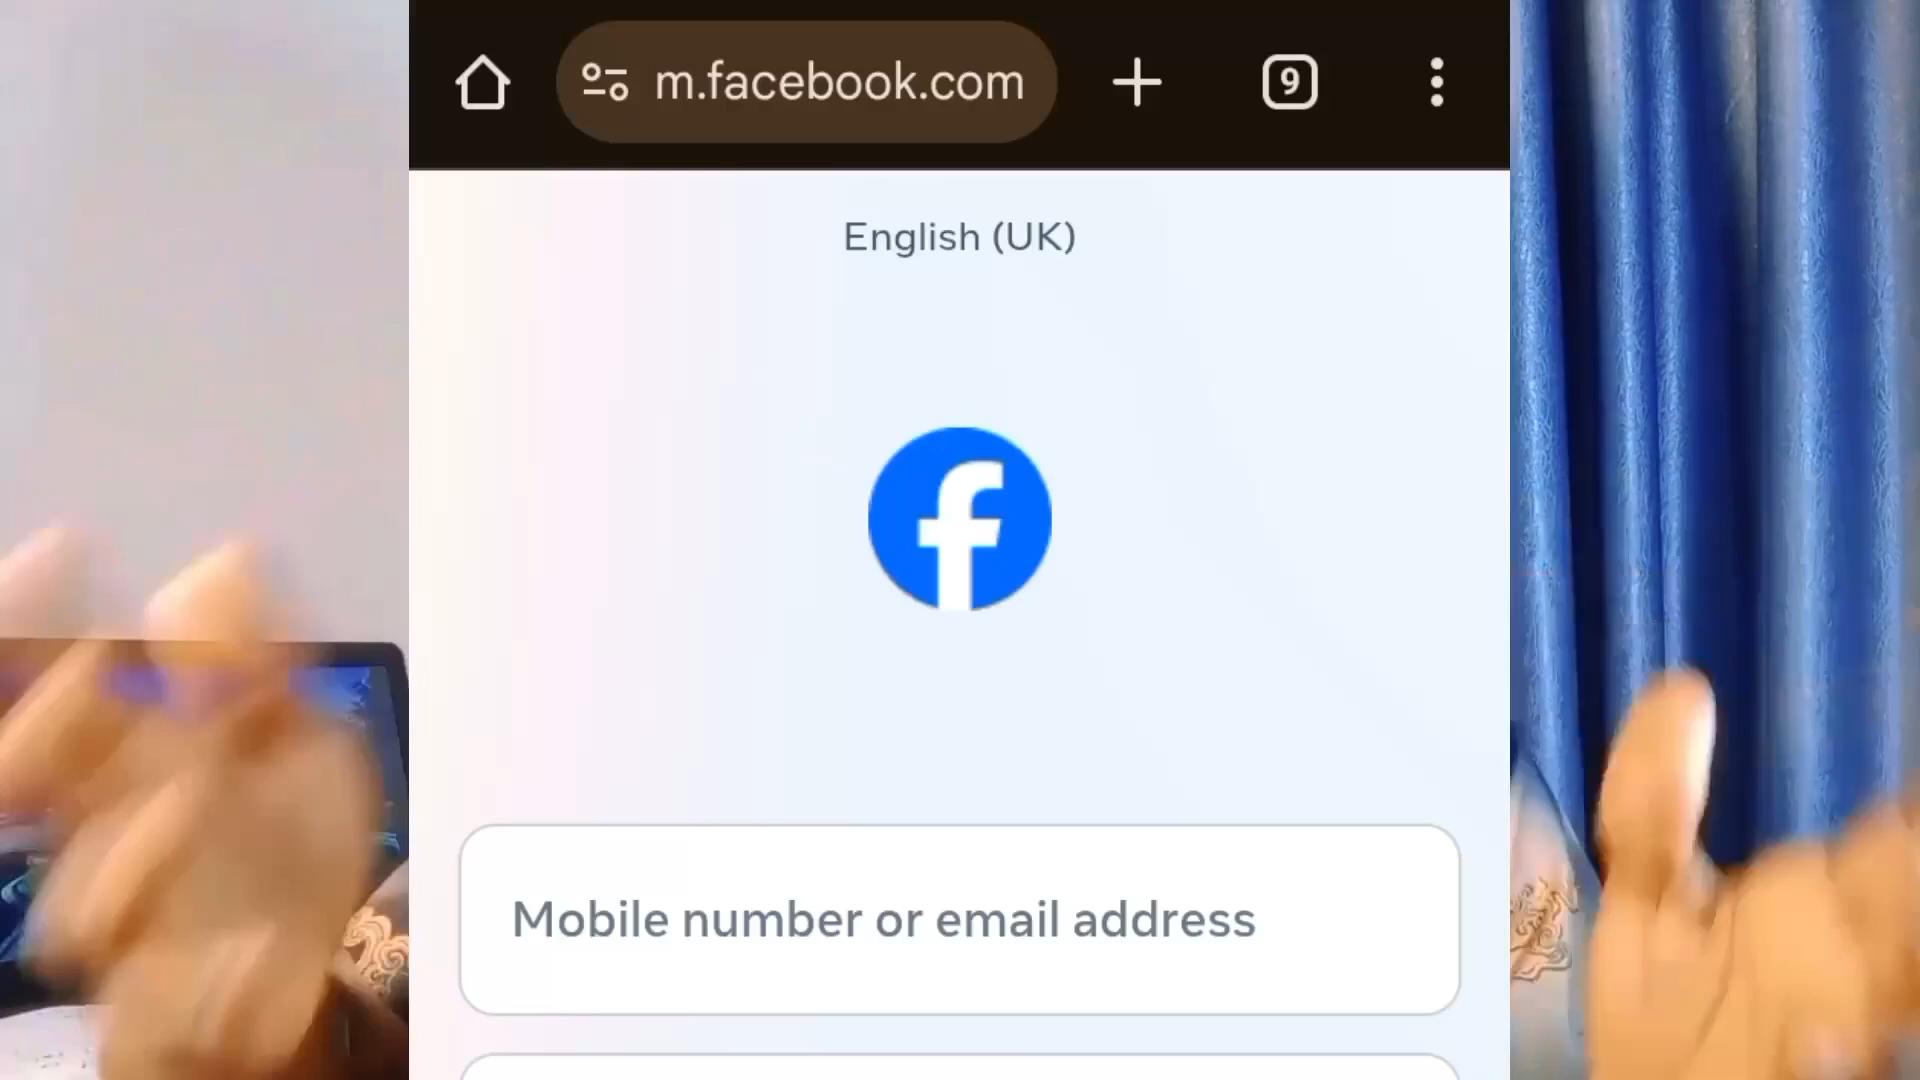 m.facebook.com
9
English (UK)
f
Mobile number or email address